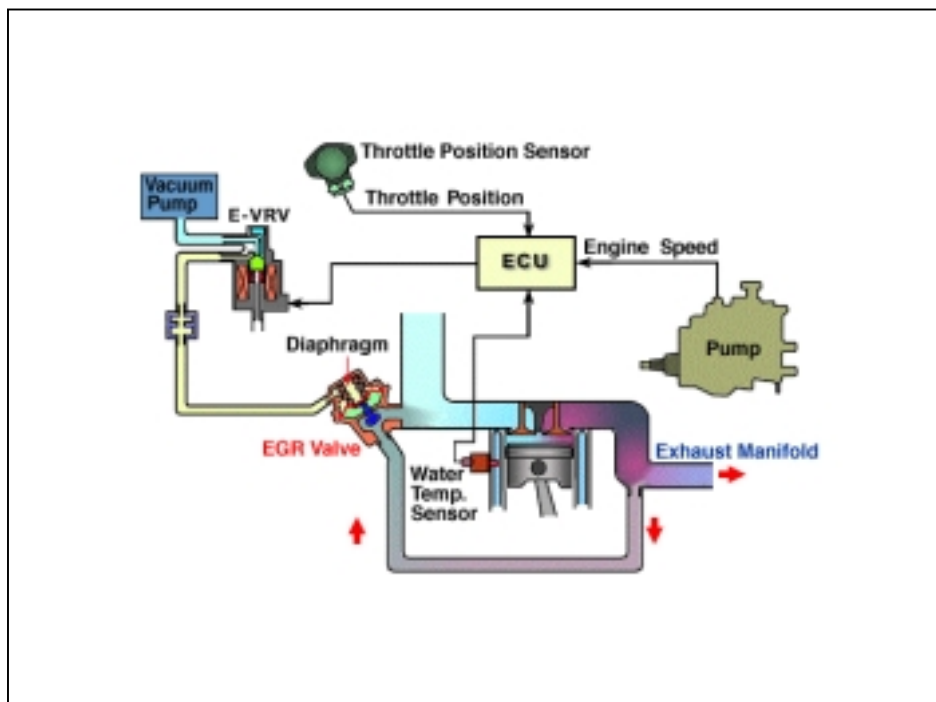 Throttle Position Sensor
Vacuum
Pump
Throttle Position
E-VRV
ECU
Engine Speed
Diaphragm
Pump
EGR Valve
Water
Temp.
Sensor
Exhaust Manifold